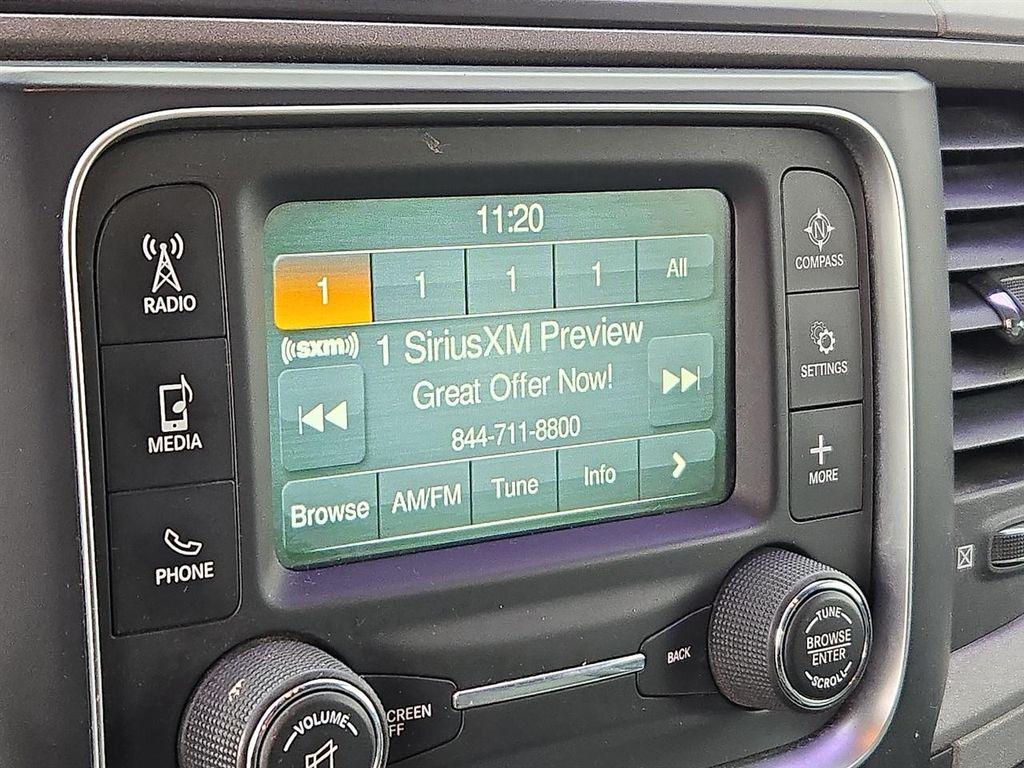 11:20
1 1 1 1 All
((sxm)) 1 SiriusXM Preview
Great Offer Now!
844-711-8800
Browse AM/FM Tune Info >
RADIO
MEDIA
PHONE
N
COMPASS
SETTINGS
+
MORE
VOLUME
BACK
TUNE
BROWSE
ENTER
SCROLL